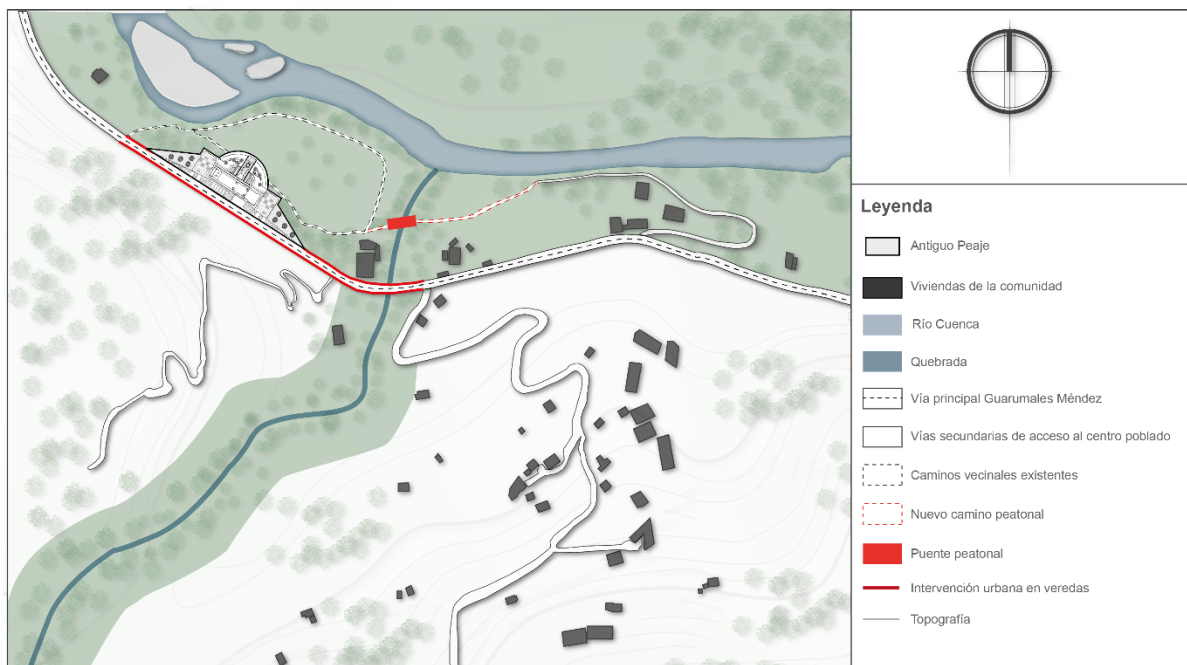 Leyenda
Antiguo Peaje
Viviendas de la comunidad
Río Cuenca
Quebrada
Vía principal Guarumales Méndez
Vías secundarias de acceso al centro poblado
Caminos vecinales existentes
Nuevo camino peatonal
Puente peatonal
Intervención urbana en veredas
Topografía